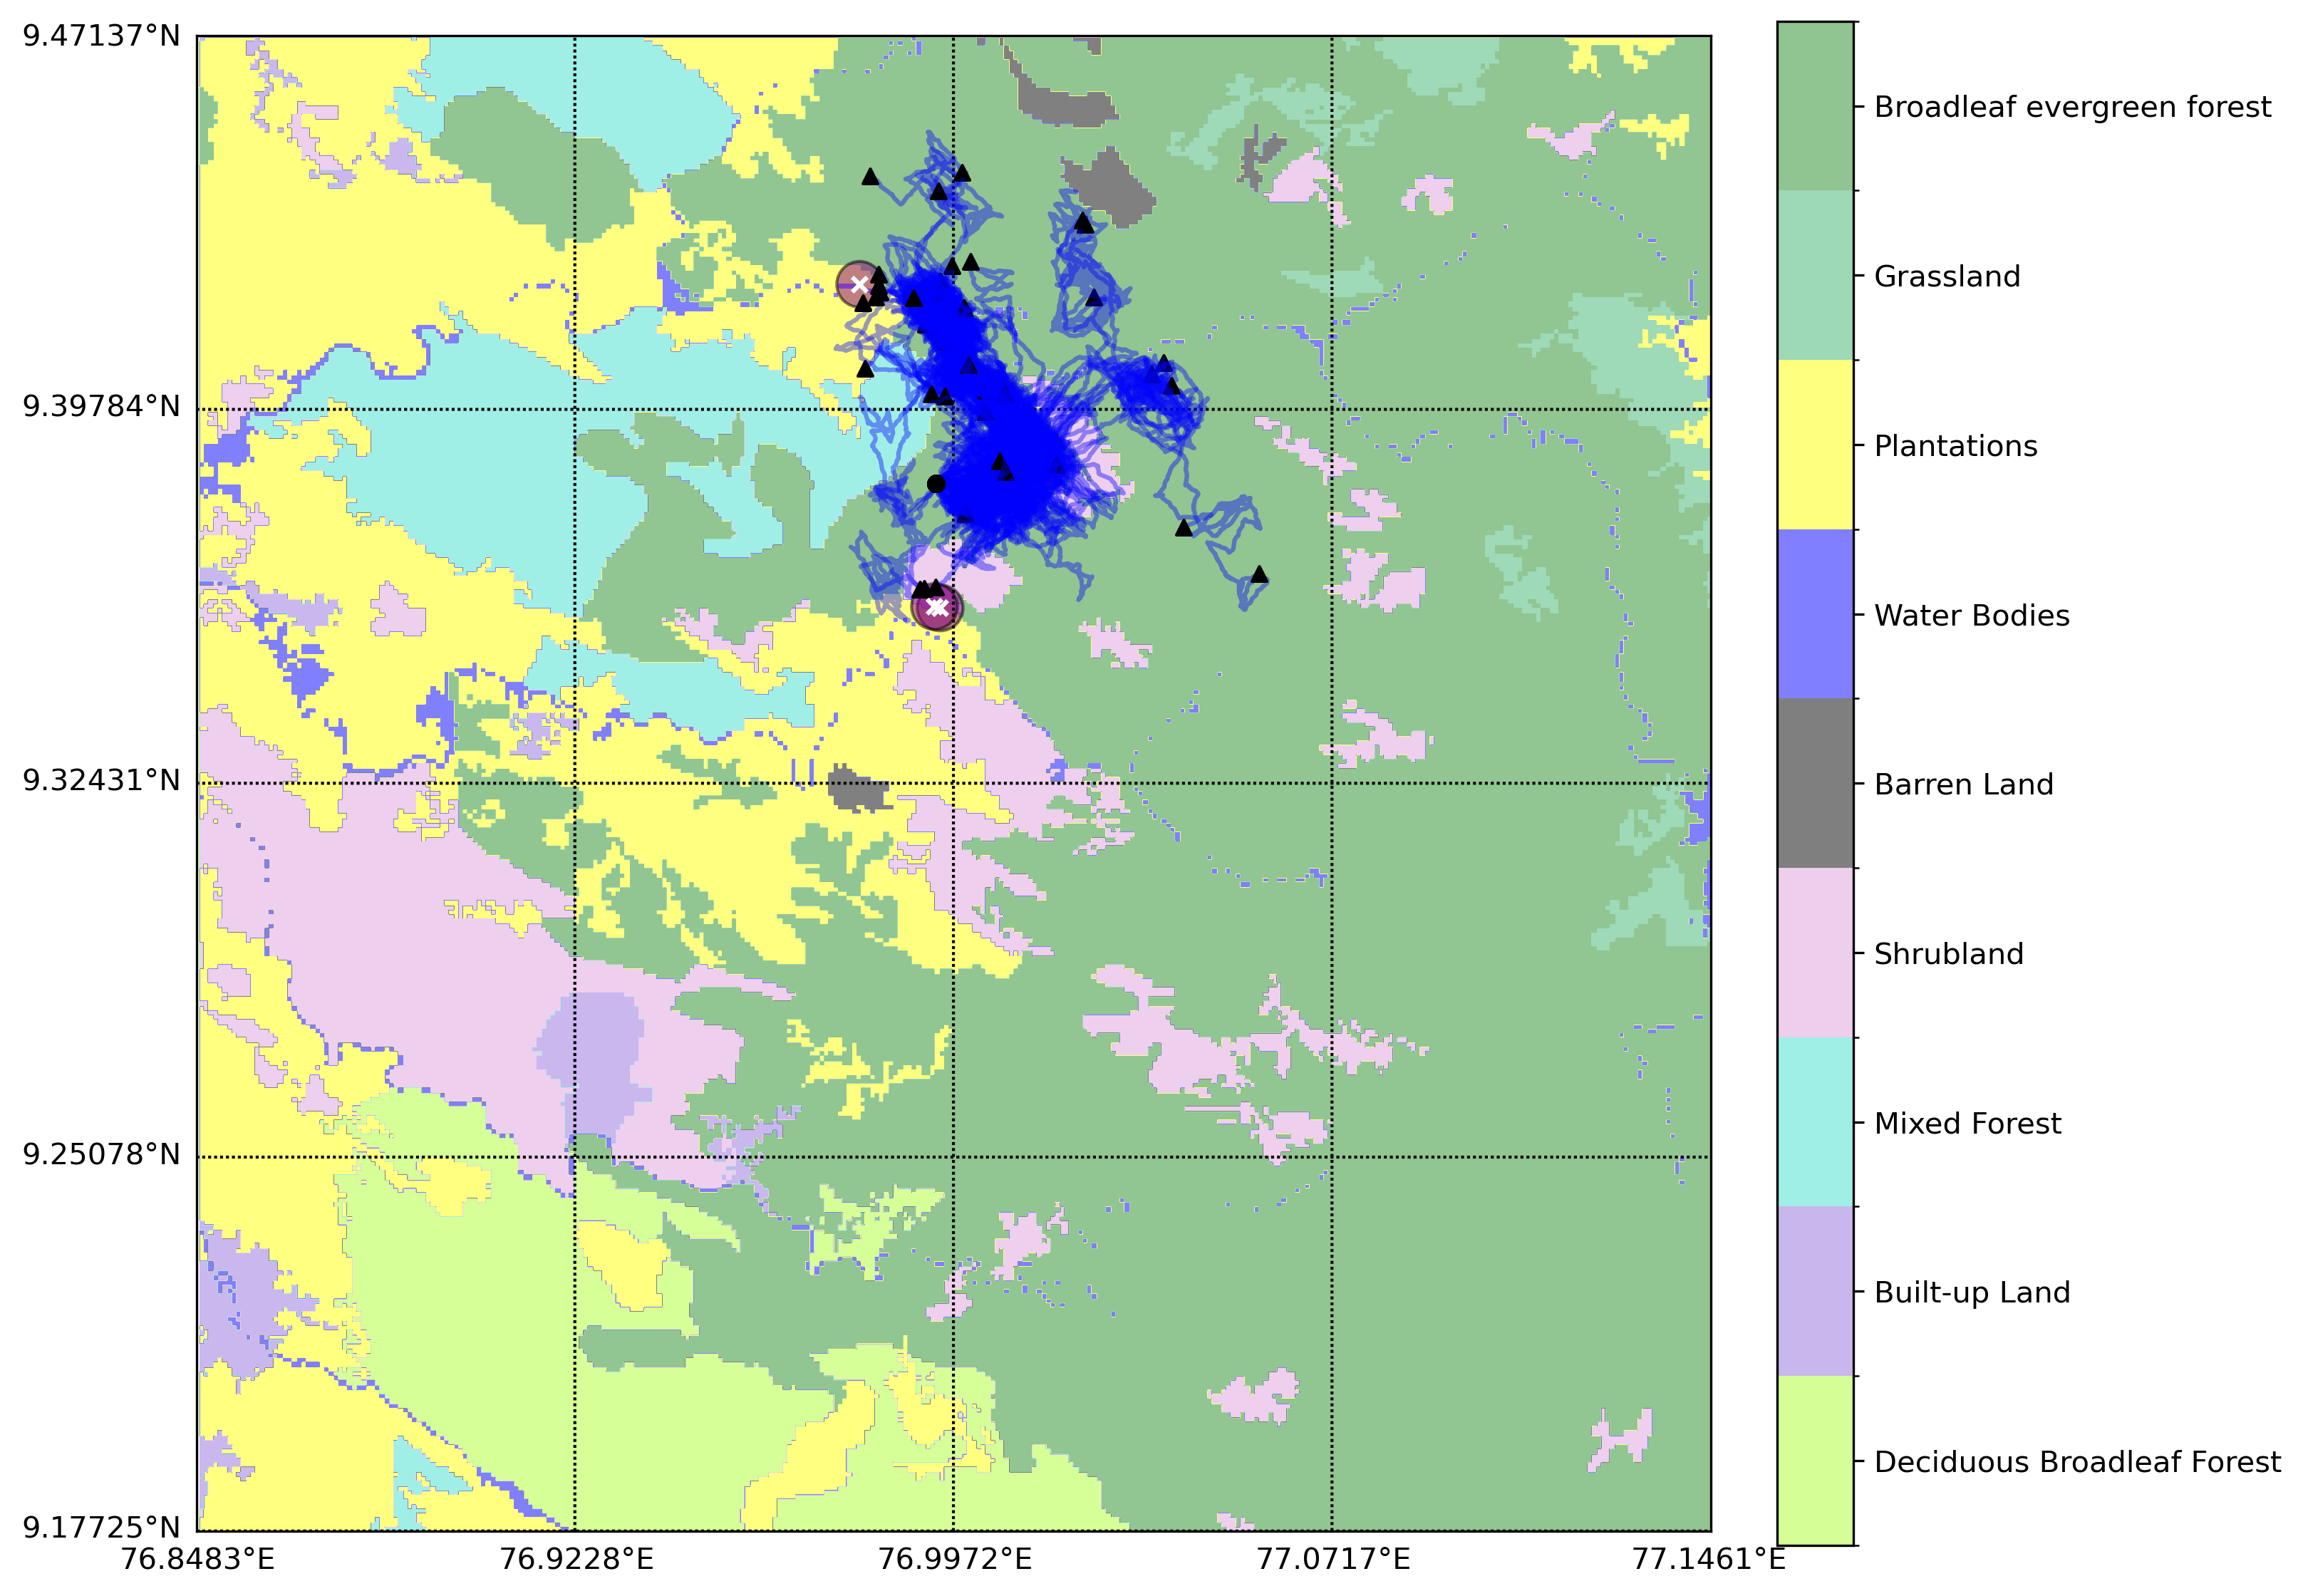 9.47137°N
9.39784°N
9.32431°N
9.25078°N
9.17725°N
76.8483°E 76.9228°E 76.9972°E 77.0717°E 77.1461°E
Broadleaf evergreen forest
Grassland
Plantations
Water Bodies
Barren Land
Shrubland
Mixed Forest
Built-up Land
Deciduous Broadleaf Forest